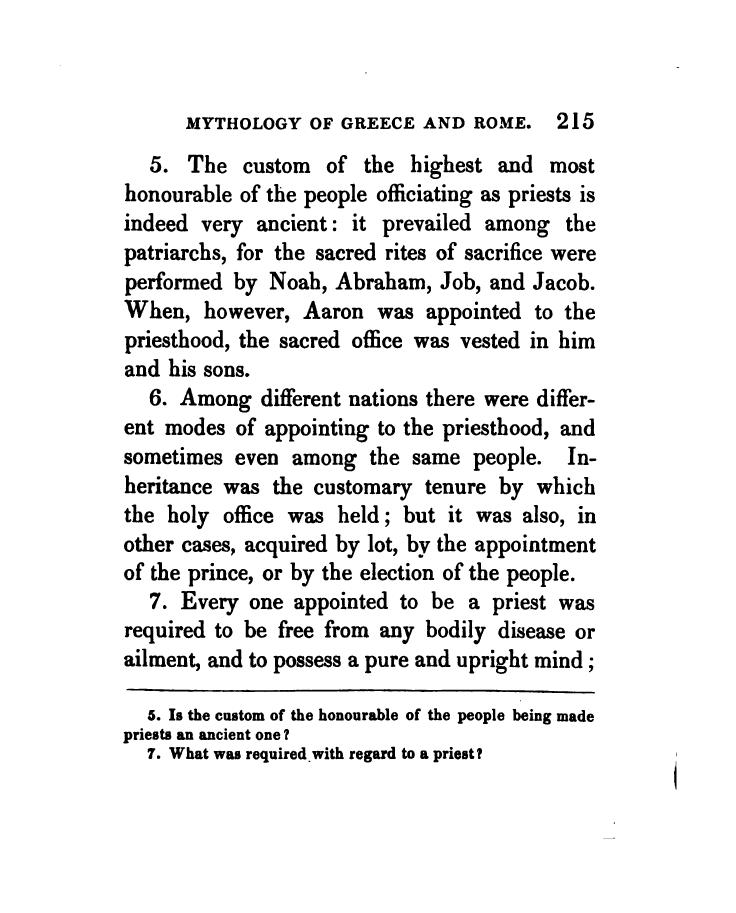 MYTHOLOGY OF GREECE AND ROME. 215
5. The custom of the highest and most
honourable of the people officiating as priests is
indeed very ancient: it prevailed among the
patriarchs, for the sacred rites of sacrifice were
performed by Noah, Abraham, Job, and Jacob.
When, however, Aaron was appointed to the
priesthood, the sacred office was vested in him
and his sons.
6. Among different nations there were differ-
ent modes of appointing to the priesthood, and
sometimes even among the same people. In-
heritance was the customary tenure by which
the holy office was held; but it was also, in
other cases, acquired by lot, by the appointment
of the prince, or by the election of the people.
7. Every one appointed to be a priest was
required to be free from any bodily disease or
ailment, and to possess a pure and upright mind;
5. Is the custom of the honourable of the people being made
priests an ancient one?
7. What was required with regard to a priest?